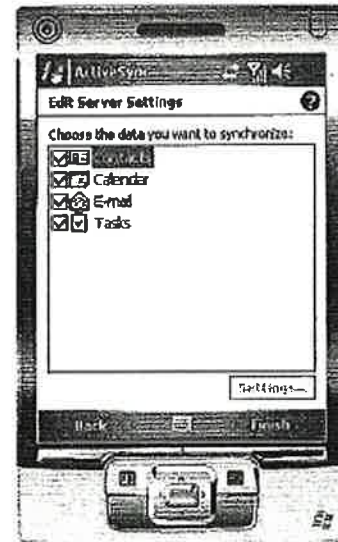 ActiveSync
Edit Server Settings
Choose the data you want to synchronize:
Contacts
Calendar
E-mail
Tasks
Settings...
Back Finish